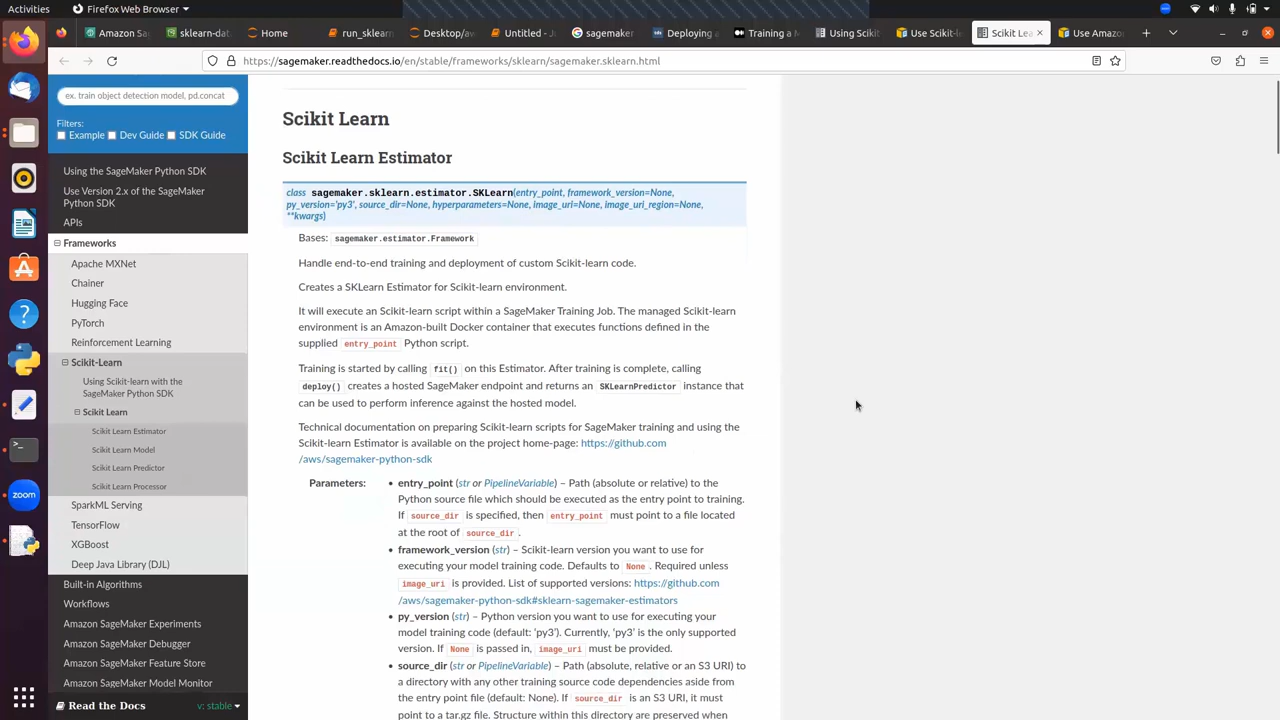 Activities
Firefox Web Browser
Amazon Sa
sklearn-dat
Home
run_sklearn
Desktop/aw
Untitled - Ju
sagemaker
Deploying a
Training a M
Using Scikit
Use Scikit-le
Scikit Lea
Use Amazon
https://sagemaker.readthedocs.io/en/stable/frameworks/sklearn/sagemaker.sklearn.html
ex. train object detection model, pd.concat
Filters:
Example
Dev Guide
SDK Guide
Using the SageMaker Python SDK
Use Version 2.x of the SageMaker
Python SDK
APIs
Frameworks
Apache MXNet
Chainer
Hugging Face
PyTorch
Reinforcement Learning
Scikit-Learn
Using Scikit-learn with the
SageMaker Python SDK
Scikit Learn
Scikit Learn Estimator
Scikit Learn Model
Scikit Learn Predictor
Scikit Learn Processor
SparkML Serving
TensorFlow
XGBoost
Deep Java Library (DJL)
Built-in Algorithms
Workflows
Amazon SageMaker Experiments
Amazon SageMaker Debugger
Amazon SageMaker Feature Store
Amazon SageMaker Model Monitor
Read the Docs
v: stable
Scikit Learn
Scikit Learn Estimator
class sagemaker.sklearn.estimator.SKLearn(entry_point, framework_version=None,
py_version='py3', source_dir=None, hyperparameters=None, image_uri=None, image_uri_region=None,
**kwargs)
Bases: sagemaker.estimator.Framework
Handle end-to-end training and deployment of custom Scikit-learn code.
Creates a SKLearn Estimator for Scikit-learn environment.
It will execute an Scikit-learn script within a SageMaker Training Job. The managed Scikit-learn
environment is an Amazon-built Docker container that executes functions defined in the
supplied entry_point Python script.
Training is started by calling fit() on this Estimator. After training is complete, calling
deploy() creates a hosted SageMaker endpoint and returns an SKLearnPredictor instance that
can be used to perform inference against the hosted model.
Technical documentation on preparing Scikit-learn scripts for SageMaker training and using the
Scikit-learn Estimator is available on the project home-page: https://github.com
/aws/sagemaker-python-sdk
Parameters:
• entry_point (str or PipelineVariable) – Path (absolute or relative) to the
Python source file which should be executed as the entry point to training.
If source_dir is specified, then entry_point must point to a file located
at the root of source_dir.
• framework_version (str) – Scikit-learn version you want to use for
executing your model training code. Defaults to None. Required unless
image_uri is provided. List of supported versions: https://github.com
/aws/sagemaker-python-sdk#sklearn-sagemaker-estimators
• py_version (str) – Python version you want to use for executing your
model training code (default: 'py3'). Currently, 'py3' is the only supported
version. If None is passed in, image_uri must be provided.
• source_dir (str or PipelineVariable) – Path (absolute, relative or an S3 URI) to
a directory with any other training source code dependencies aside from
the entry point file (default: None). If source_dir is an S3 URI, it must
point to a tar.gz file. Structure within this directory are preserved when
zoom